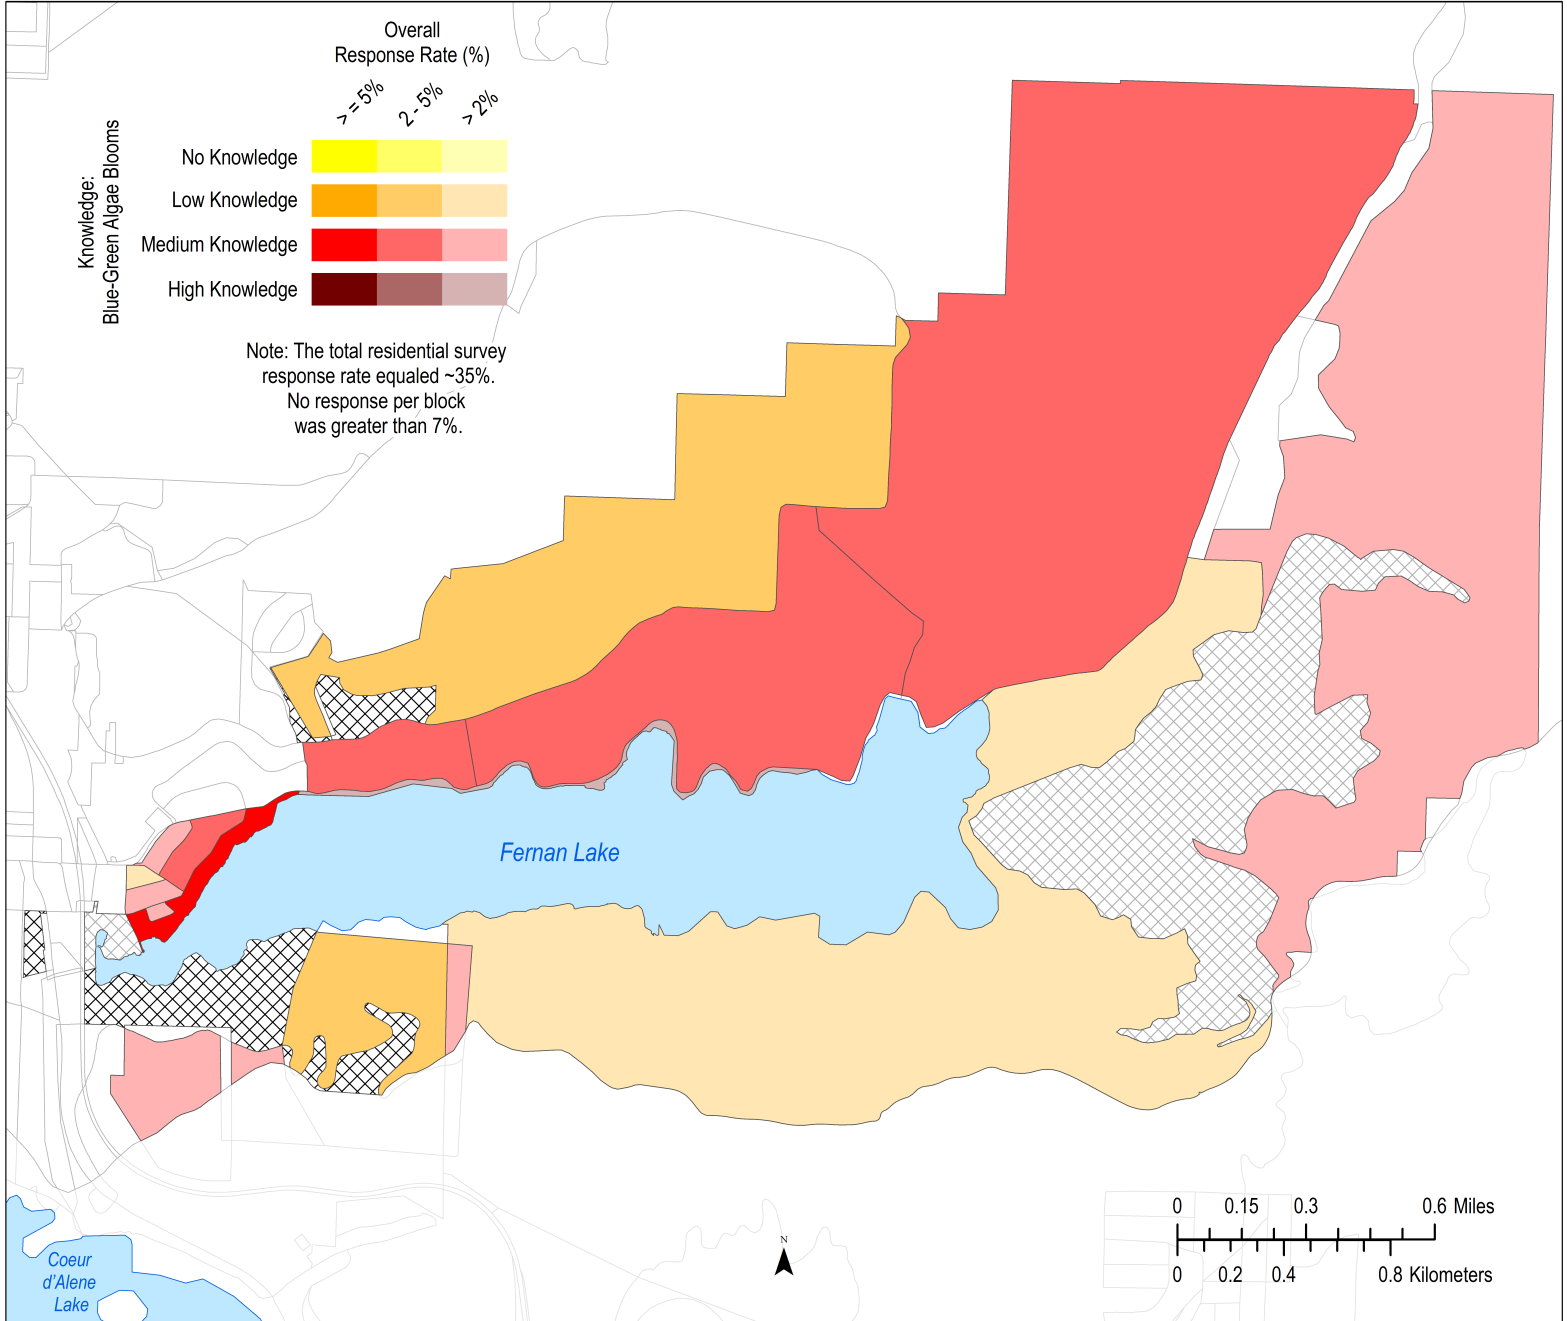 Overall
Response Rate (%)
> = 5%
2 - 5%
> 2%
Knowledge:
Blue-Green Algae Blooms
No Knowledge
Low Knowledge
Medium Knowledge
High Knowledge
Note: The total residential survey
response rate equaled ~35%.
No response per block
was greater than 7%.
Fernan Lake
Coeur
d'Alene
Lake
N
0 0.15 0.3 0.6 Miles
0 0.2 0.4 0.8 Kilometers